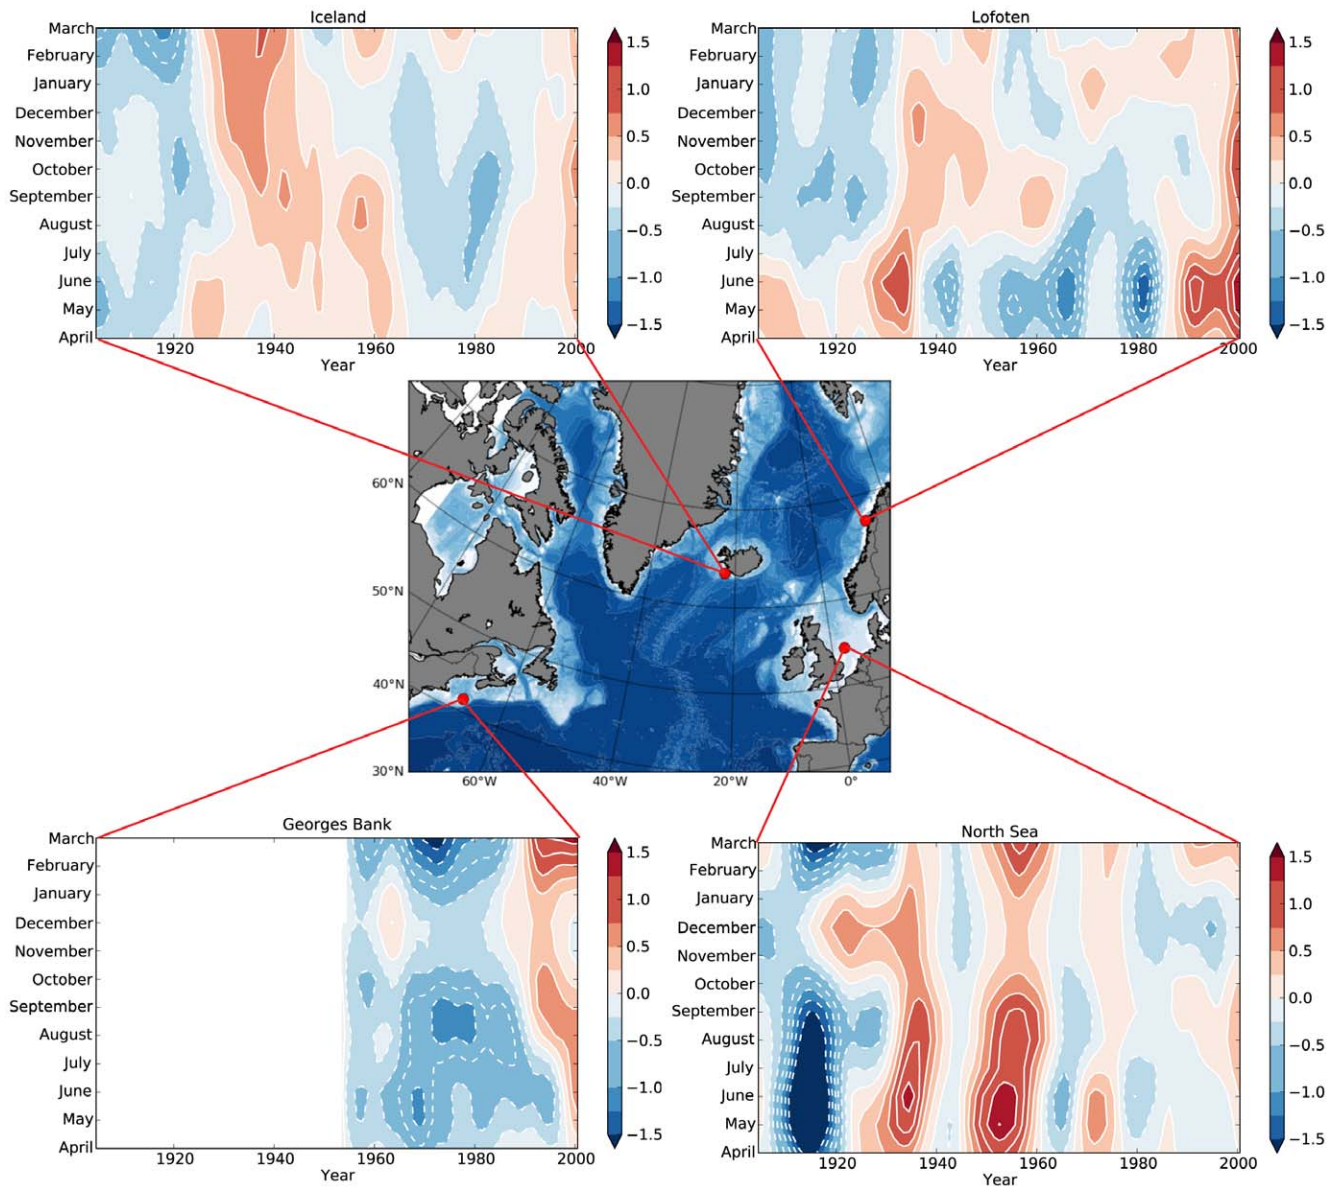 Iceland
March
February
January
December
November
October
September
August
July
June
May
April
1920 1940 1960 1980 2000
Year
1.5
1.0
0.5
0.0
−0.5
−1.0
−1.5
Lofoten
March
February
January
December
November
October
September
August
July
June
May
April
1920 1940 1960 1980 2000
Year
1.5
1.0
0.5
0.0
−0.5
−1.0
−1.5
60°N
50°N
40°N
30°N
60°W 40°W 20°W 0°
Georges Bank
March
February
January
December
November
October
September
August
July
June
May
April
1920 1940 1960 1980 2000
Year
1.5
1.0
0.5
0.0
−0.5
−1.0
−1.5
North Sea
March
February
January
December
November
October
September
August
July
June
May
April
1920 1940 1960 1980 2000
Year
1.5
1.0
0.5
0.0
−0.5
−1.0
−1.5